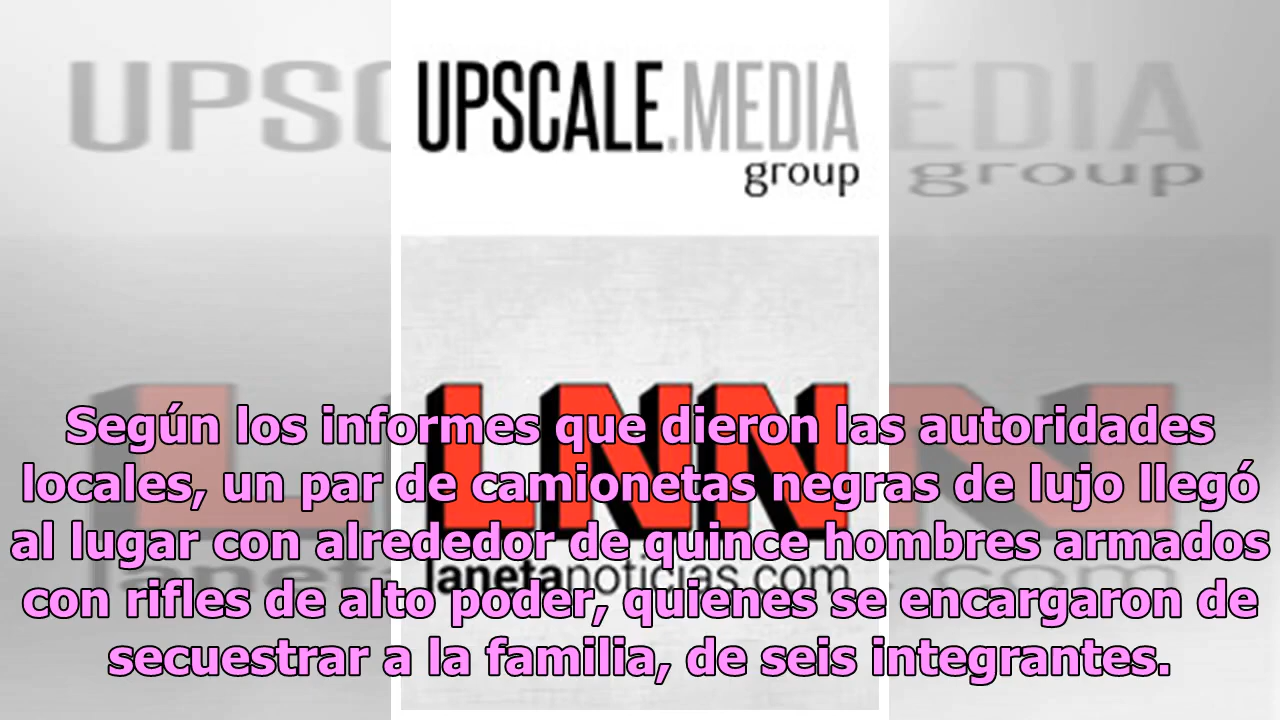 UPSCALE.MEDIA
group
LNN
lanetanoticias.com
Según los informes que dieron las autoridades
locales, un par de camionetas negras de lujo llegó
al lugar con alrededor de quince hombres armados
con rifles de alto poder, quienes se encargaron de
secuestrar a la familia, de seis integrantes.